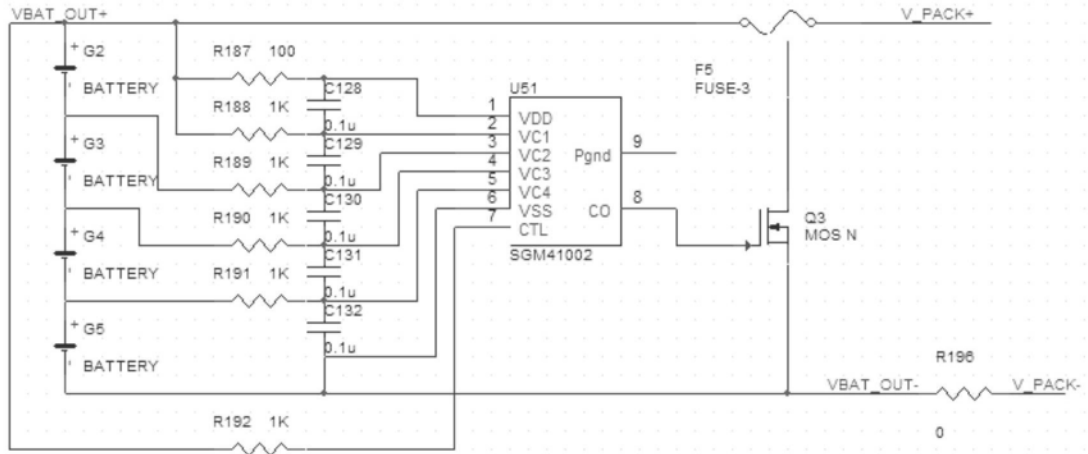 VBAT_OUT+
V_PACK+
+ G2
- BATTERY
R187 100
C128
0.1u
F5
FUSE-3
U51
1 VDD
2 VC1
3 VC2
4 VC3
5 VC4
6 VSS
7 CTL
Pgnd 9
CO 8
SGM41002
R188 1K
C129
0.1u
+ G3
- BATTERY
R189 1K
C130
0.1u
+ G4
- BATTERY
R190 1K
C131
0.1u
R191 1K
C132
0.1u
+ G5
- BATTERY
Q3
MOS N
R196
VBAT_OUT-
V_PACK-
0
R192 1K